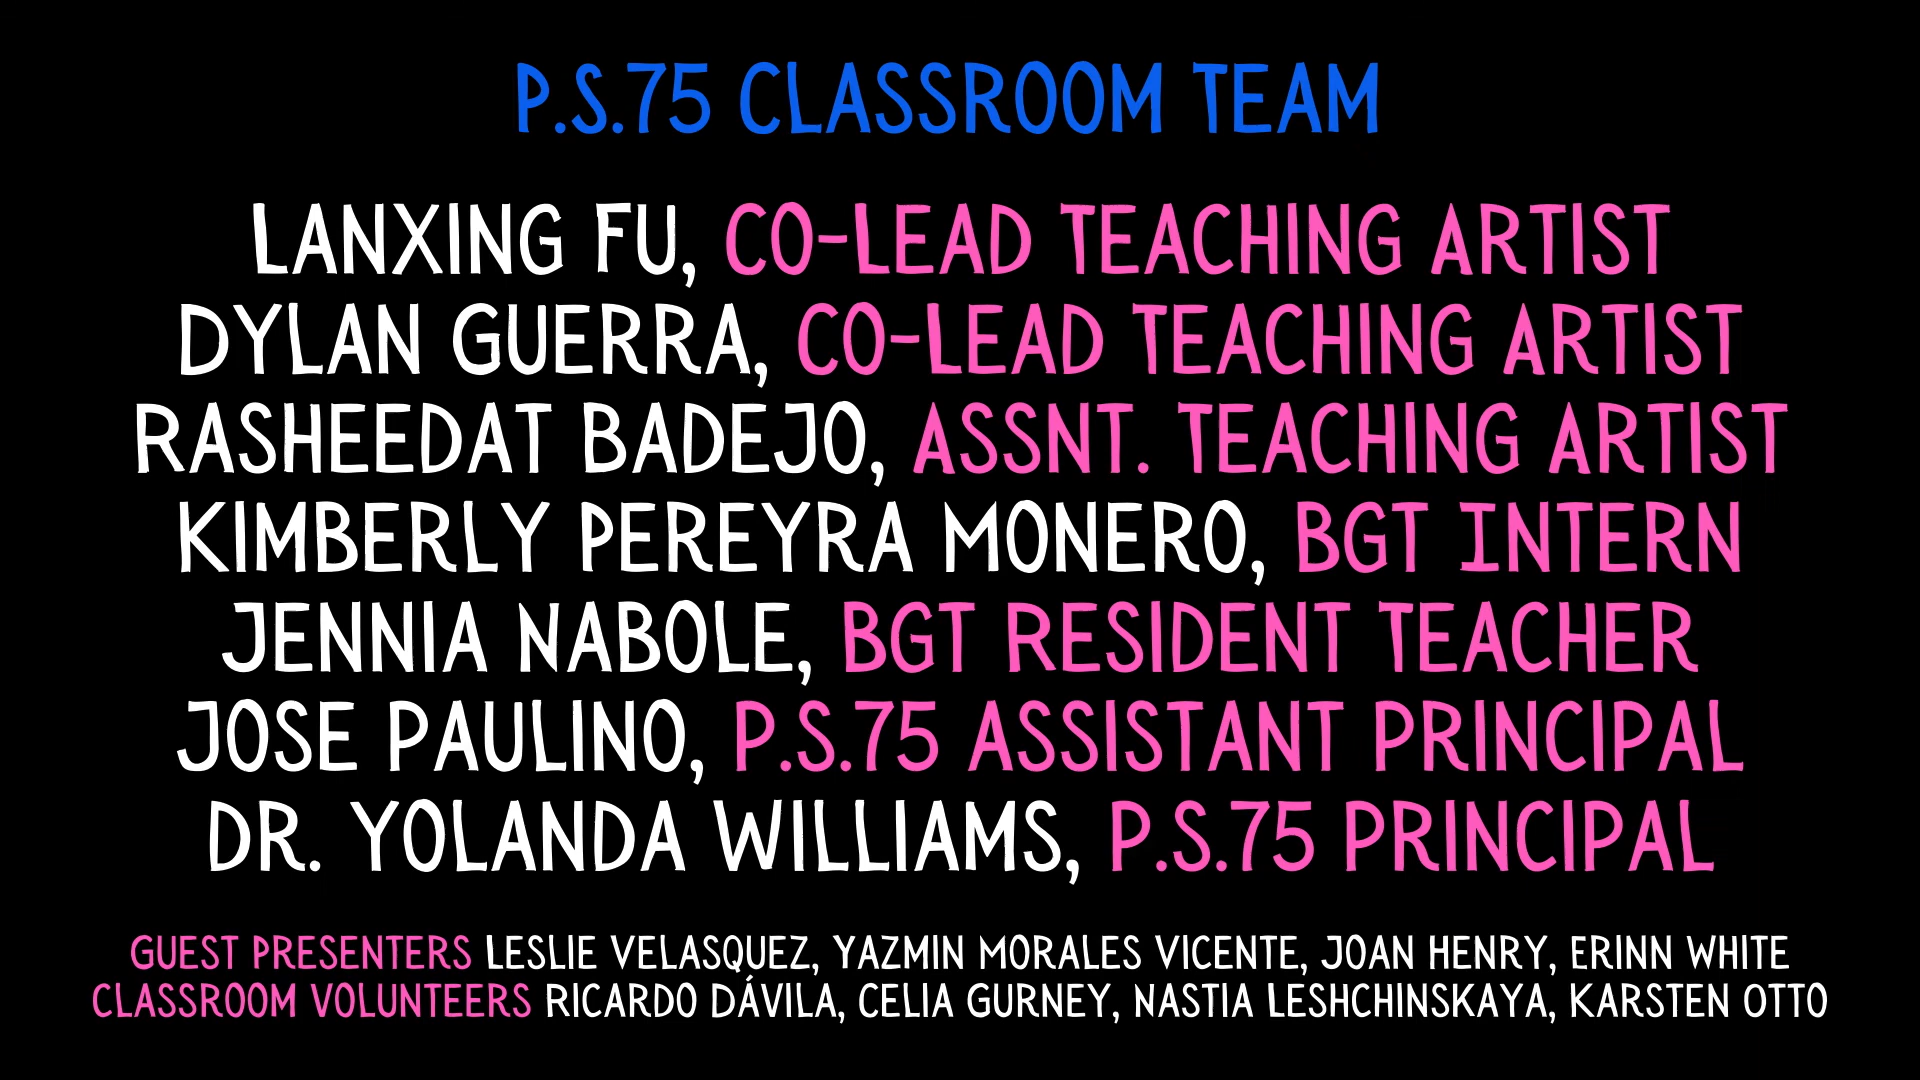 P.S.75 CLASSROOM TEAM
LANXING FU, CO-LEAD TEACHING ARTIST
DYLAN GUERRA, CO-LEAD TEACHING ARTIST
RASHEEDAT BADEJO, ASSNT. TEACHING ARTIST
KIMBERLY PEREYRA MONERO, BGT INTERN
JENNIA NABOLE, BGT RESIDENT TEACHER
JOSE PAULINO, P.S.75 ASSISTANT PRINCIPAL
DR. YOLANDA WILLIAMS, P.S.75 PRINCIPAL
GUEST PRESENTERS LESLIE VELASQUEZ, YAZMIN MORALES VICENTE, JOAN HENRY, ERINN WHITE
CLASSROOM VOLUNTEERS RICARDO DÁVILA, CELIA GURNEY, NASTIA LESHCHINSKAYA, KARSTEN OTTO